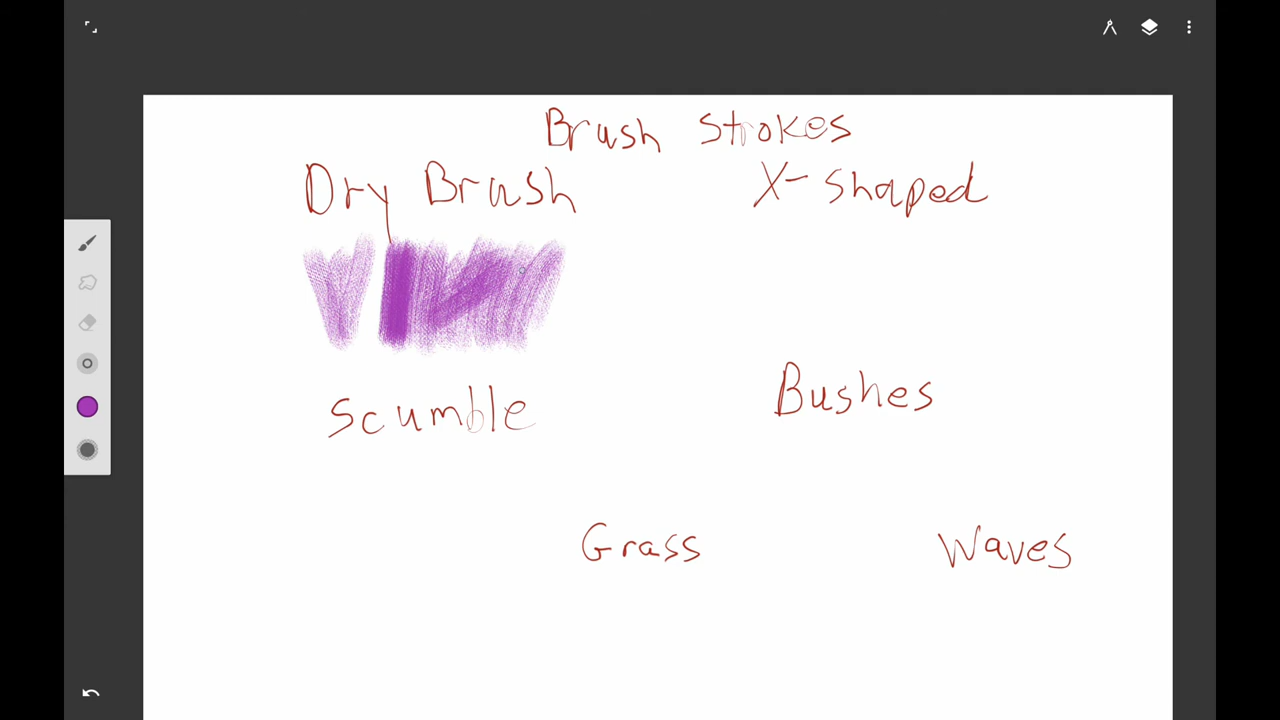 Brush Strokes
Dry Brush
X-shaped
Scumble
Bushes
Grass
Waves